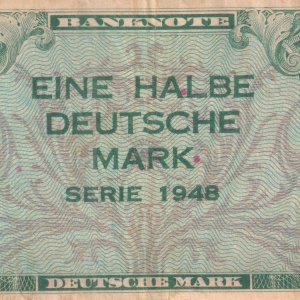 BANKNOTE
EINE HALBE
DEUTSCHE
MARK
SERIE 1948
DEUTSCHE MARK